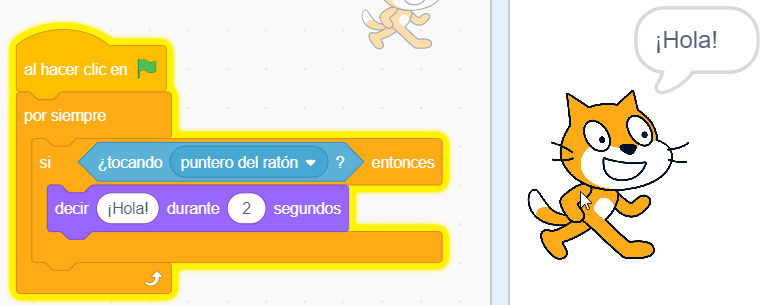 al hacer clic en
por siempre
si ¿tocando puntero del ratón ? entonces
decir ¡Hola! durante 2 segundos
¡Hola!